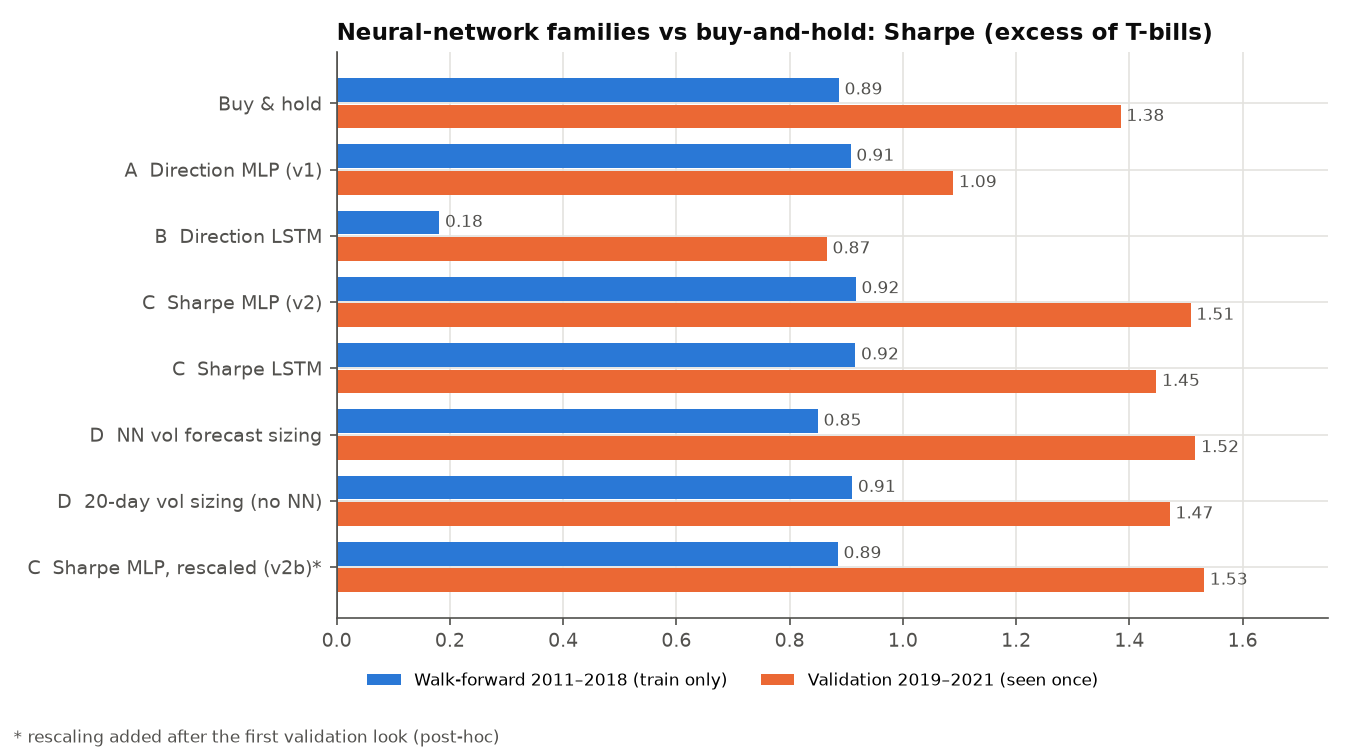 Neural-network families vs buy-and-hold: Sharpe (excess of T-bills)
Buy & hold
0.89
1.38
A  Direction MLP (v1)
0.91
1.09
B  Direction LSTM
0.18
0.87
C  Sharpe MLP (v2)
0.92
1.51
C  Sharpe LSTM
0.92
1.45
D  NN vol forecast sizing
0.85
1.52
D  20-day vol sizing (no NN)
0.91
1.47
C  Sharpe MLP, rescaled (v2b)*
0.89
1.53
0.0 0.2 0.4 0.6 0.8 1.0 1.2 1.4 1.6
Walk-forward 2011–2018 (train only) Validation 2019–2021 (seen once)
* rescaling added after the first validation look (post-hoc)